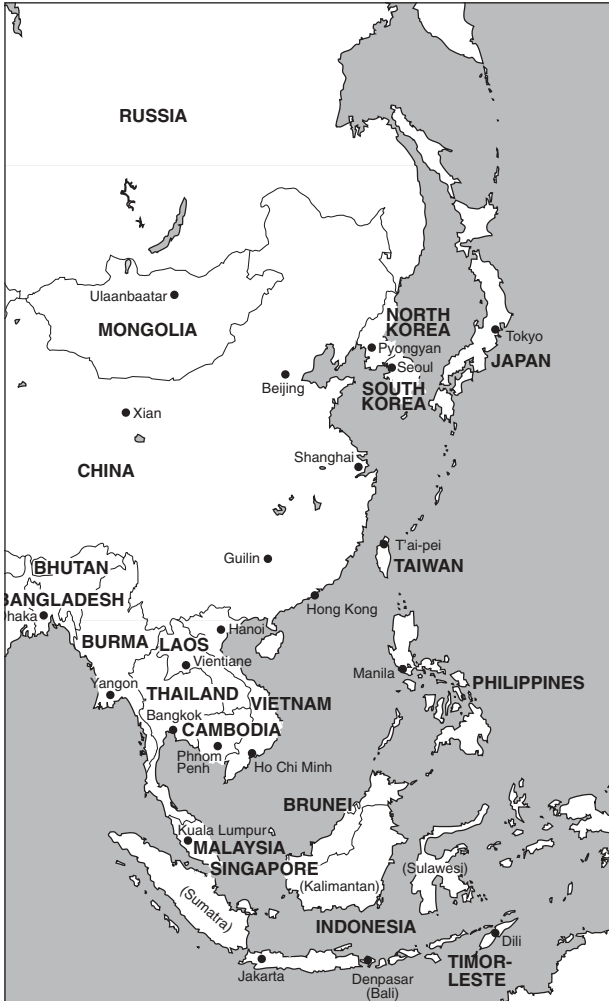 RUSSIA
Ulaanbaatar
MONGOLIA
NORTH
KOREA
Pyongyan
Tokyo
JAPAN
Seoul
SOUTH
KOREA
Beijing
Xian
Shanghai
CHINA
Guilin
T'ai-pei
TAIWAN
BHUTAN
BANGLADESH
Dhaka
Hong Kong
BURMA
LAOS
Hanoi
Vientiane
Manila
PHILIPPINES
Yangon
THAILAND
VIETNAM
Bangkok
CAMBODIA
Phnom
Penh
Ho Chi Minh
BRUNEI
Kuala Lumpur
MALAYSIA
SINGAPORE
(Sulawesi)
(Kalimantan)
(Sumatra)
INDONESIA
Dili
TIMOR-
LESTE
Jakarta
Denpasar
(Bali)